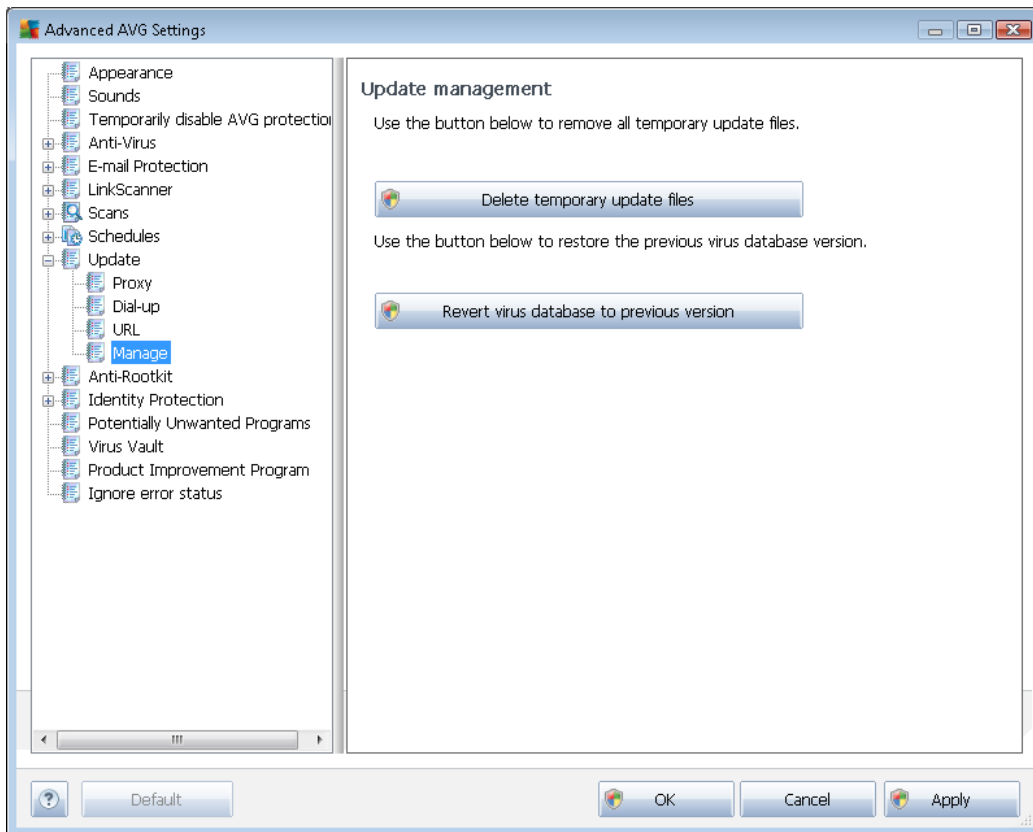 Advanced AVG Settings
Appearance
Sounds
Temporarily disable AVG protection
Anti-Virus
E-mail Protection
LinkScanner
Scans
Schedules
Update
Proxy
Dial-up
URL
Manage
Anti-Rootkit
Identity Protection
Potentially Unwanted Programs
Virus Vault
Product Improvement Program
Ignore error status
Update management
Use the button below to remove all temporary update files.
Delete temporary update files
Use the button below to restore the previous virus database version.
Revert virus database to previous version
?
Default
OK
Cancel
Apply